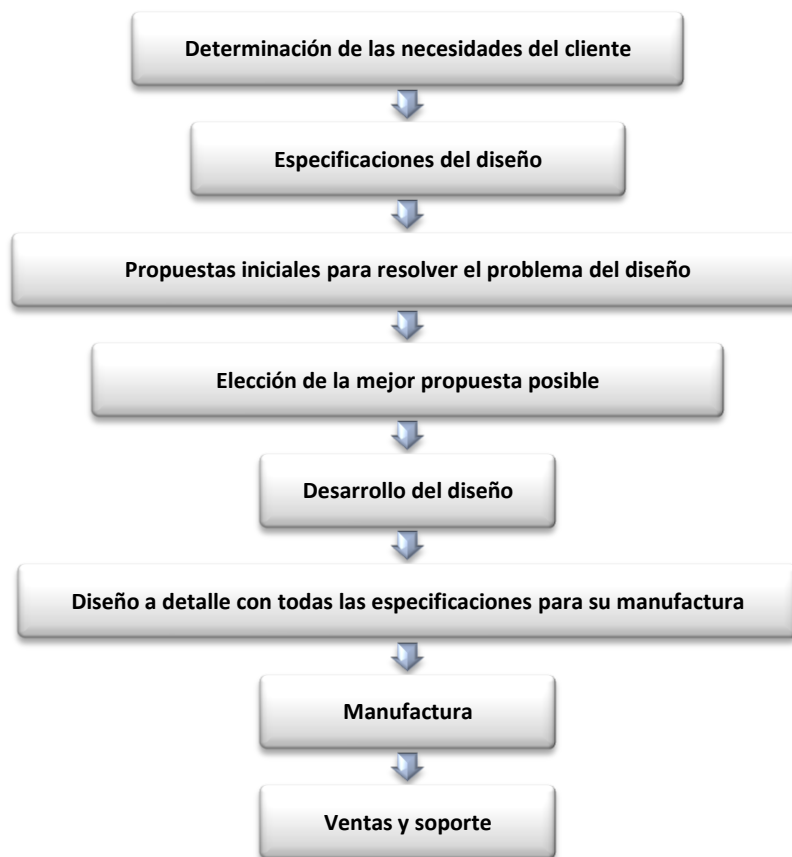 Determinación de las necesidades del cliente
Especificaciones del diseño
Propuestas iniciales para resolver el problema del diseño
Elección de la mejor propuesta posible
Desarrollo del diseño
Diseño a detalle con todas las especificaciones para su manufactura
Manufactura
Ventas y soporte